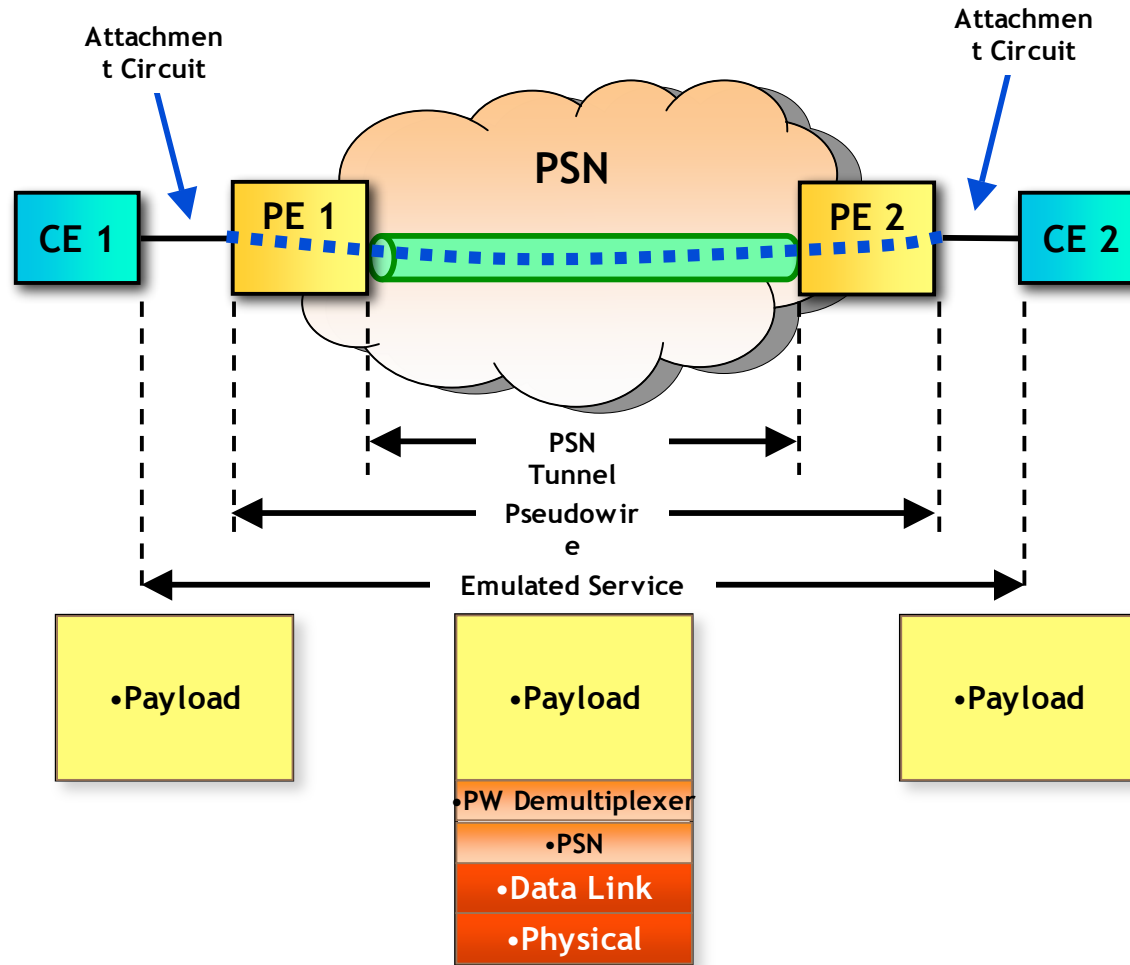 Attachmen
t Circuit
Attachmen
t Circuit
PSN
CE 1
PE 1
PE 2
CE 2
PSN
Tunnel
Pseudowir
e
Emulated Service
•Payload
•Payload
•Payload
•PW Demultiplexer
•PSN
•Data Link
•Physical